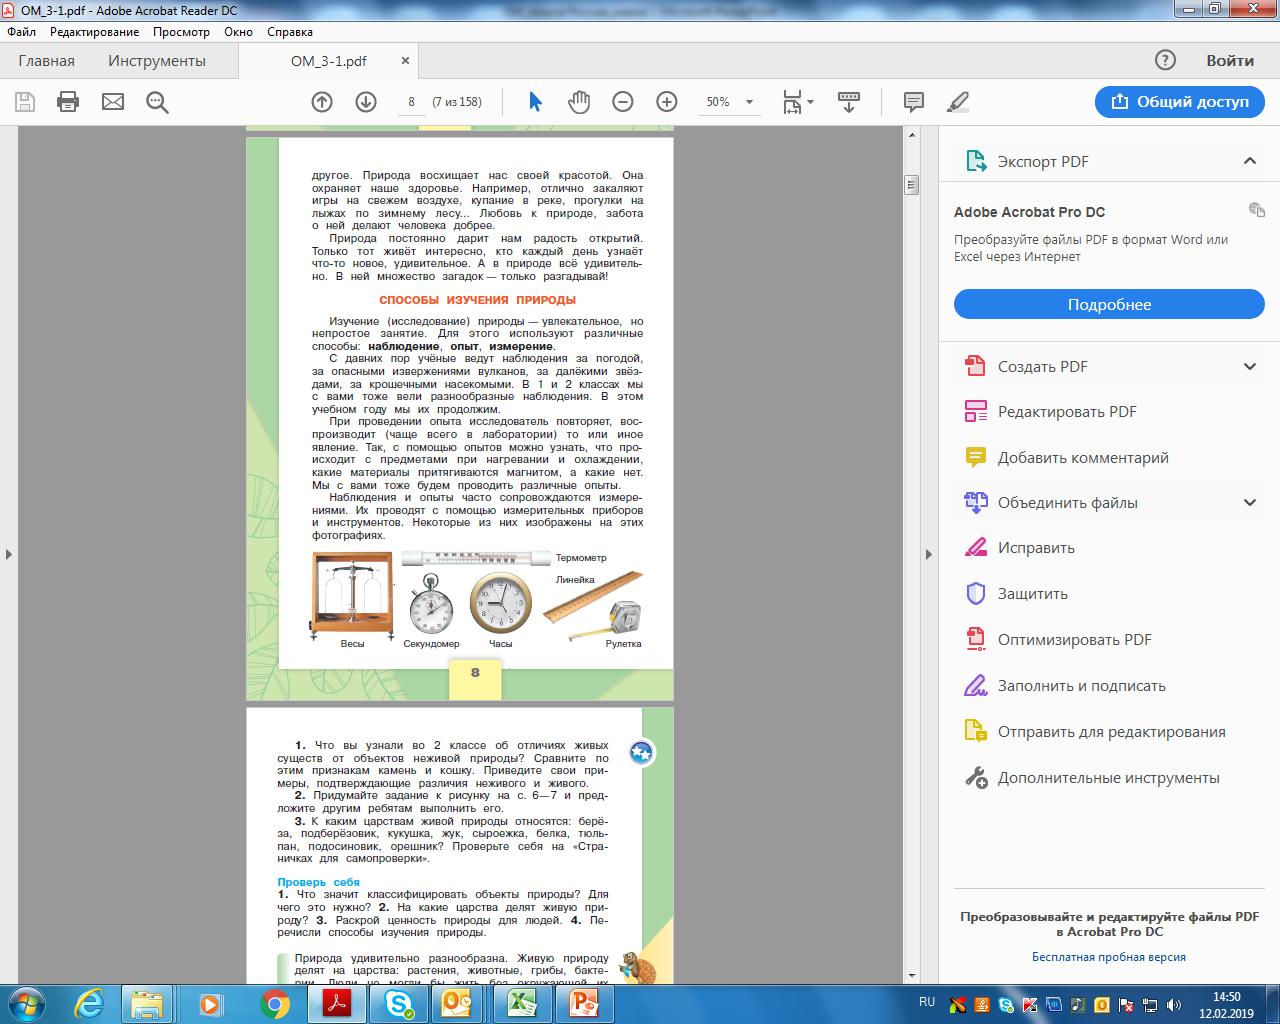 OM_3-1.pdf - Adobe Acrobat Reader DC
Файл Редактирование Просмотр Окно Справка
Главная Инструменты OM_3-1.pdf × ? Войти
8 (7 из 158) 50% Общий доступ
другое. Природа восхищает нас своей красотой. Она
охраняет наше здоровье. Например, отлично закаляют
игры на свежем воздухе, купание в реке, прогулки на
лыжах по зимнему лесу... Любовь к природе, забота
о ней делают человека добрее.
Природа постоянно дарит нам радость открытий.
Только тот живёт интересно, кто каждый день узнаёт
что-то новое, удивительное. А в природе всё удивитель-
но. В ней множество загадок — только разгадывай!
СПОСОБЫ ИЗУЧЕНИЯ ПРИРОДЫ
Изучение (исследование) природы — увлекательное, но
непростое занятие. Для этого используют различные
способы: наблюдение, опыт, измерение.
С давних пор учёные ведут наблюдения за погодой,
за опасными извержениями вулканов, за далёкими звёз-
дами, за крошечными насекомыми. В 1 и 2 классах мы
с вами тоже вели разнообразные наблюдения. В этом
учебном году мы их продолжим.
При проведении опыта исследователь повторяет, вос-
производит (чаще всего в лаборатории) то или иное
явление. Так, с помощью опытов можно узнать, что про-
исходит с предметами при нагревании и охлаждении,
какие материалы притягиваются магнитом, а какие нет.
Мы с вами тоже будем проводить различные опыты.
Наблюдения и опыты часто сопровождаются измере-
ниями. Их проводят с помощью измерительных приборов
и инструментов. Некоторые из них изображены на этих
фотографиях.
Термометр
Линейка
Весы Секундомер Часы Рулетка
8
1. Что вы узнали во 2 классе об отличиях живых
существ от объектов неживой природы? Сравните по
этим признакам камень и кошку. Приведите свои при-
меры, подтверждающие различия неживого и живого.
2. Придумайте задание к рисунку на с. 6—7 и пред-
ложите другим ребятам выполнить его.
3. К каким царствам живой природы относятся: берё-
за, подберёзовик, кукушка, жук, сыроежка, белка, тюль-
пан, подосиновик, орешник? Проверьте себя на «Стра-
ничках для самопроверки».
Проверь себя
1. Что значит классифицировать объекты природы? Для
чего это нужно? 2. На какие царства делят живую при-
роду? 3. Раскрой ценность природы для людей. 4. Пе-
речисли способы изучения природы.
Природа удивительно разнообразна. Живую природу
делят на царства: растения, животные, грибы, бакте-
рии. Люди не могли бы жить без окружающей их
Экспорт PDF
Adobe Acrobat Pro DC
Преобразуйте файлы PDF в формат Word или
Excel через Интернет
Подробнее
Создать PDF
Редактировать PDF
Добавить комментарий
Объединить файлы
Исправить
Защитить
Оптимизировать PDF
Заполнить и подписать
Отправить для редактирования
Дополнительные инструменты
Преобразовывайте и редактируйте файлы PDF
в Acrobat Pro DC
Бесплатная пробная версия
RU 14:50
12.02.2019